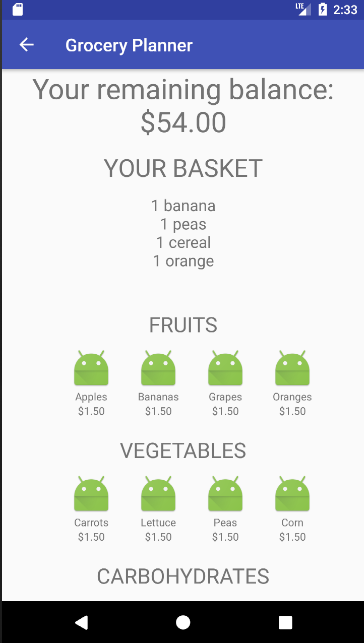 LTE 2:33
Grocery Planner
Your remaining balance:
$54.00
YOUR BASKET
1 banana
1 peas
1 cereal
1 orange
FRUITS
Apples Bananas Grapes Oranges
$1.50 $1.50 $1.50 $1.50
VEGETABLES
Carrots Lettuce Peas Corn
$1.50 $1.50 $1.50 $1.50
CARBOHYDRATES